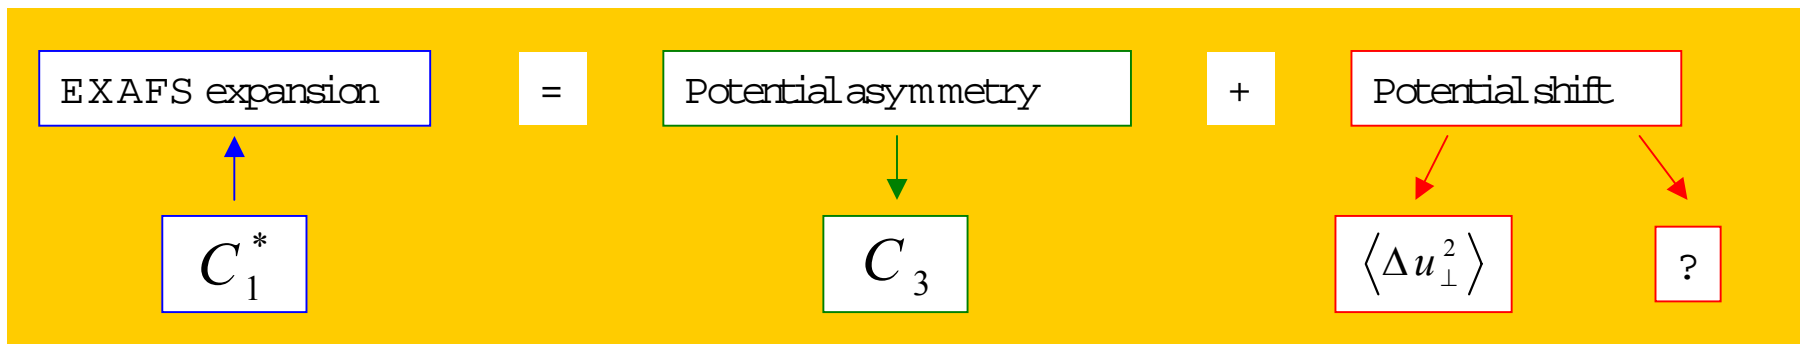 EXAFS expansion = Potential asymmetry + Potential shift
C₁* C₃ ⟨Δu⊥²⟩ ?